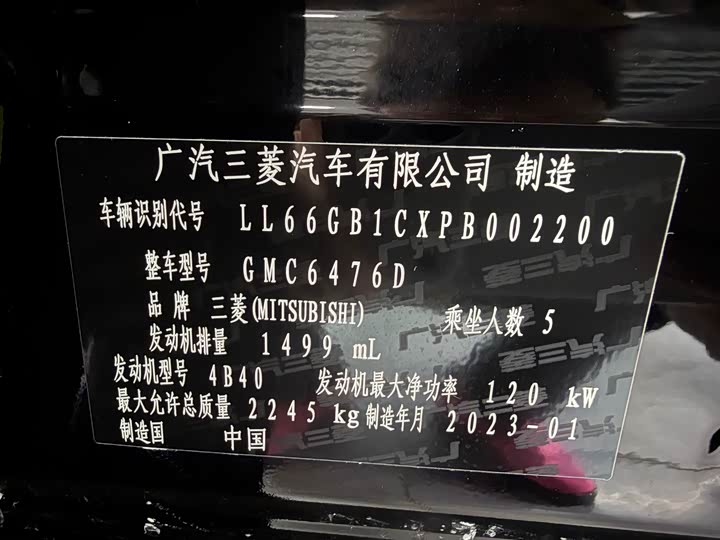 广汽三菱汽车有限公司 制造
车辆识别代号 LL66GB1CXPB002200
整车型号 GMC6476D
品牌 三菱(MITSUBISHI) 乘坐人数 5
发动机排量 1499 mL
发动机型号 4B40 发动机最大净功率 120 kW
最大允许总质量 2245 kg 制造年月 2023-01
制造国 中国